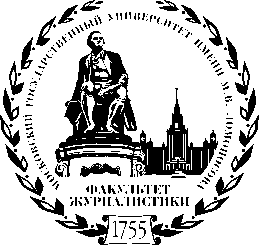 МОСКОВСКИЙ ГОСУДАРСТВЕННЫЙ УНИВЕРСИТЕТ ИМЕНИ М.В. ЛОМОНОСОВА
ФАКУЛЬТЕТ
ЖУРНАЛИСТИКИ
1755